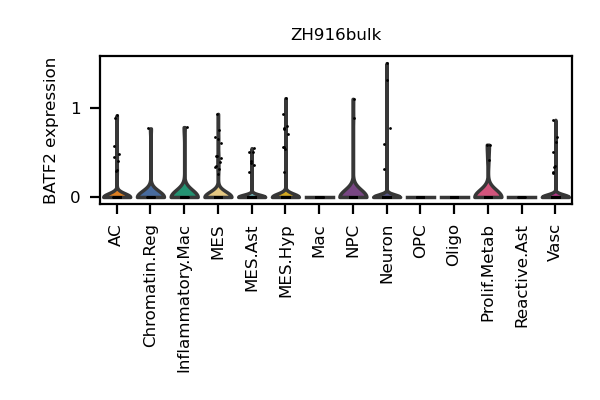 ZH916bulk
BATF2 expression
1
0
AC
Chromatin.Reg
Inflammatory.Mac
MES
MES.Ast
MES.Hyp
Mac
NPC
Neuron
OPC
Oligo
Prolif.Metab
Reactive.Ast
Vasc